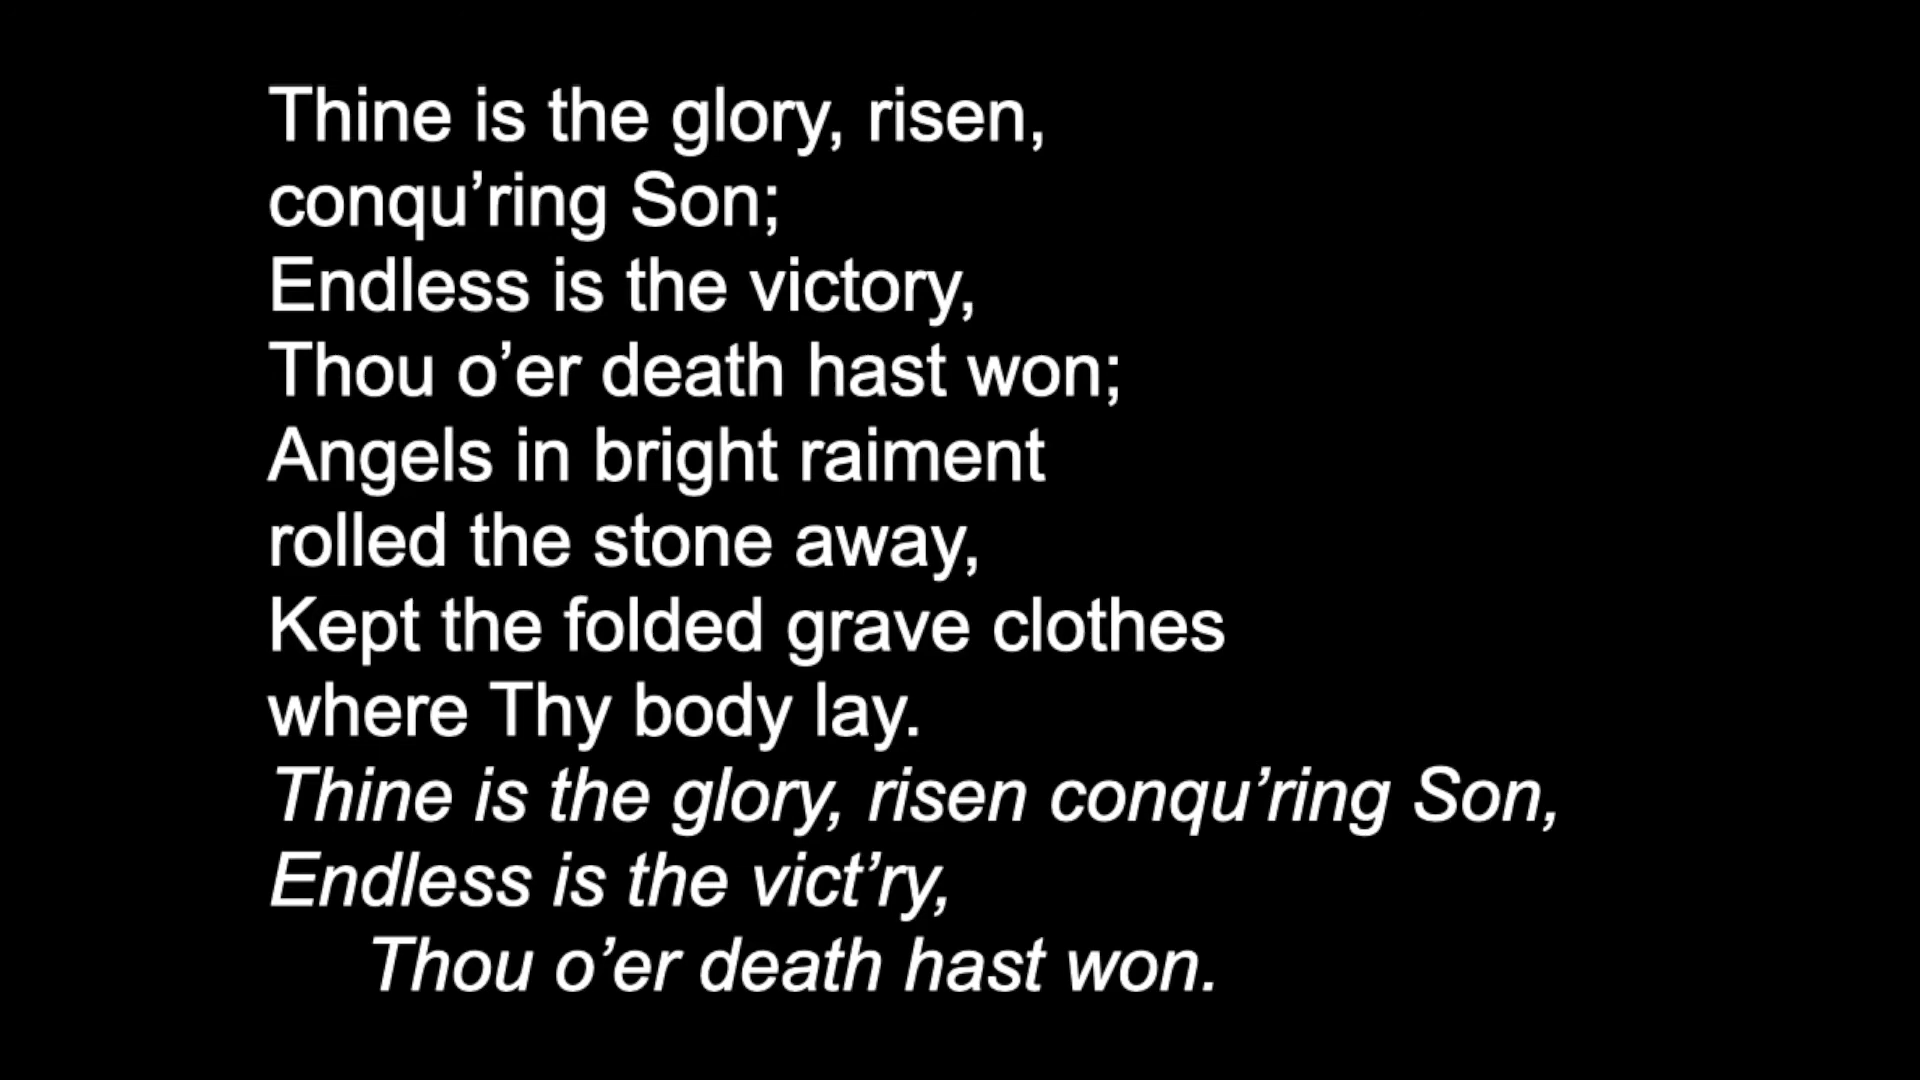 Thine is the glory, risen,
conqu’ring Son;
Endless is the victory,
Thou o’er death hast won;
Angels in bright raiment
rolled the stone away,
Kept the folded grave clothes
where Thy body lay.
Thine is the glory, risen conqu’ring Son,
Endless is the vict’ry,
Thou o’er death hast won.